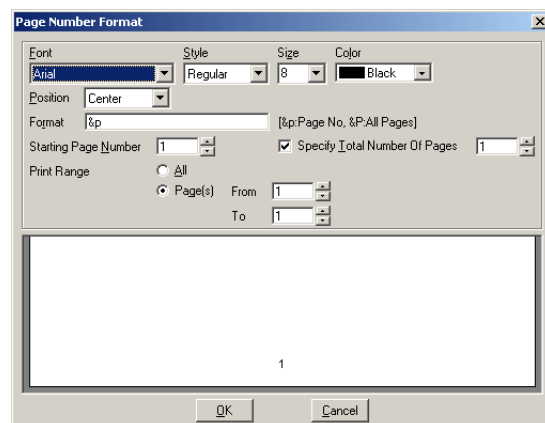 Page Number Format
Font Style Size Color
Arial Regular 8 Black
Position Center
Format &p [&p:Page No, &P:All Pages]
Starting Page Number 1 Specify Total Number Of Pages 1
Print Range All
Page(s) From 1
To 1
1
OK Cancel